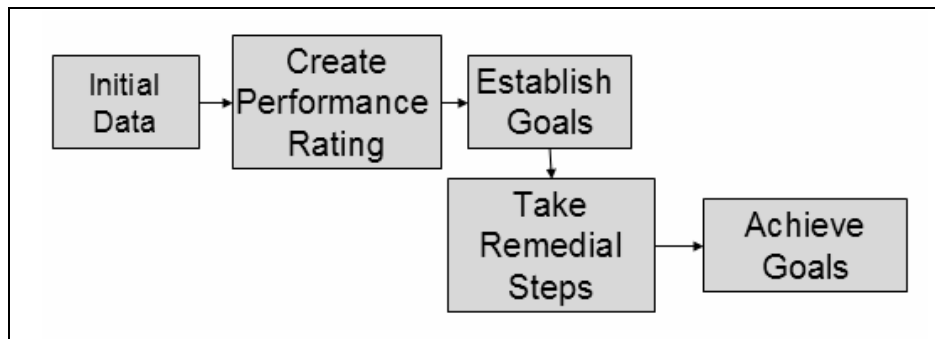 Initial
Data
Create
Performance
Rating
Establish
Goals
Take
Remedial
Steps
Achieve
Goals